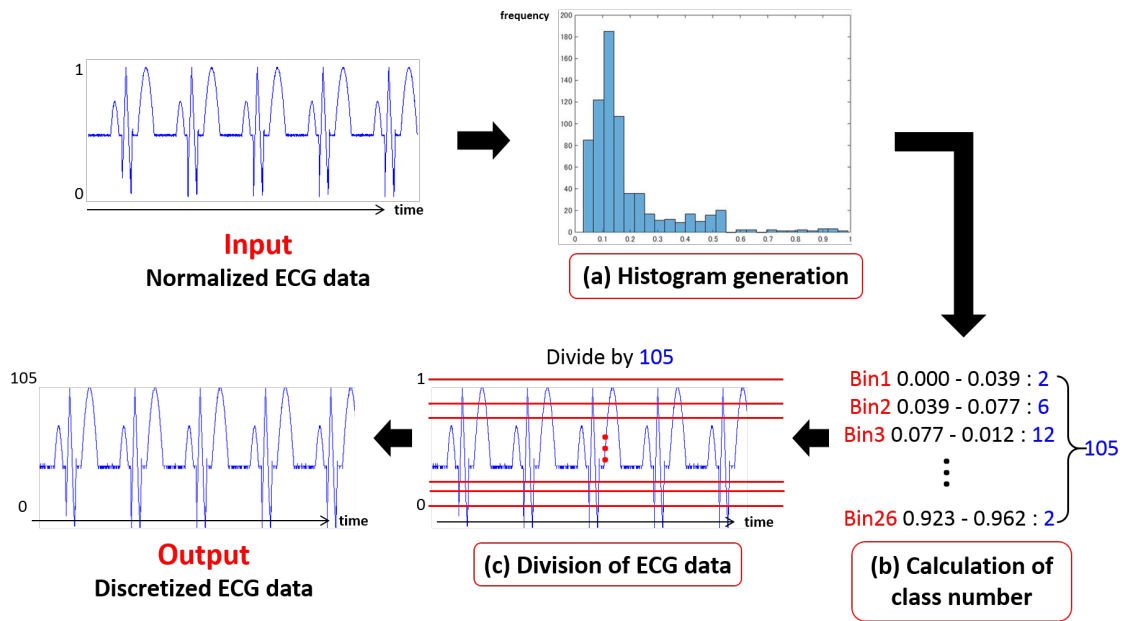 frequency
200
180
160
140
120
100
80
60
40
20
0
0 0.1 0.2 0.3 0.4 0.5 0.6 0.7 0.8 0.9 1
1
0
time
Input
Normalized ECG data
(a) Histogram generation
Bin1 0.000 - 0.039 : 2
Bin2 0.039 - 0.077 : 6
Bin3 0.077 - 0.012 : 12
Bin26 0.923 - 0.962 : 2
105
(b) Calculation of
class number
Divide by 105
1
0
time
(c) Division of ECG data
105
0
time
Output
Discretized ECG data